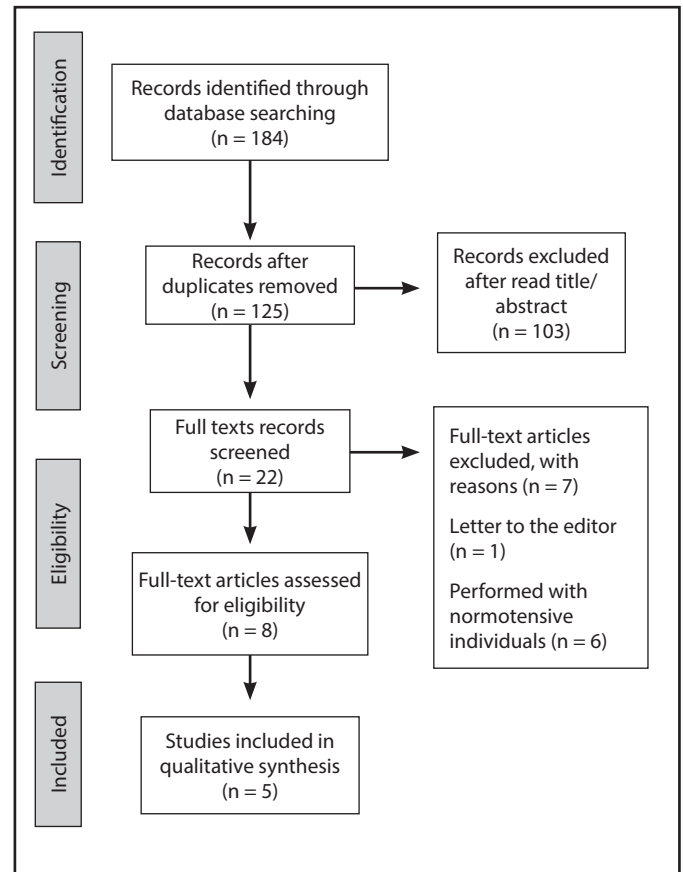 Identification
Records identified through
database searching
(n = 184)
Screening
Records after
duplicates removed
(n = 125)
Records excluded
after read title/
abstract
(n = 103)
Eligibility
Full texts records
screened
(n = 22)
Full-text articles
excluded, with
reasons (n = 7)
Letter to the editor
(n = 1)
Performed with
normotensive
individuals (n = 6)
Full-text articles assessed
for eligibility
(n = 8)
Included
Studies included in
qualitative synthesis
(n = 5)